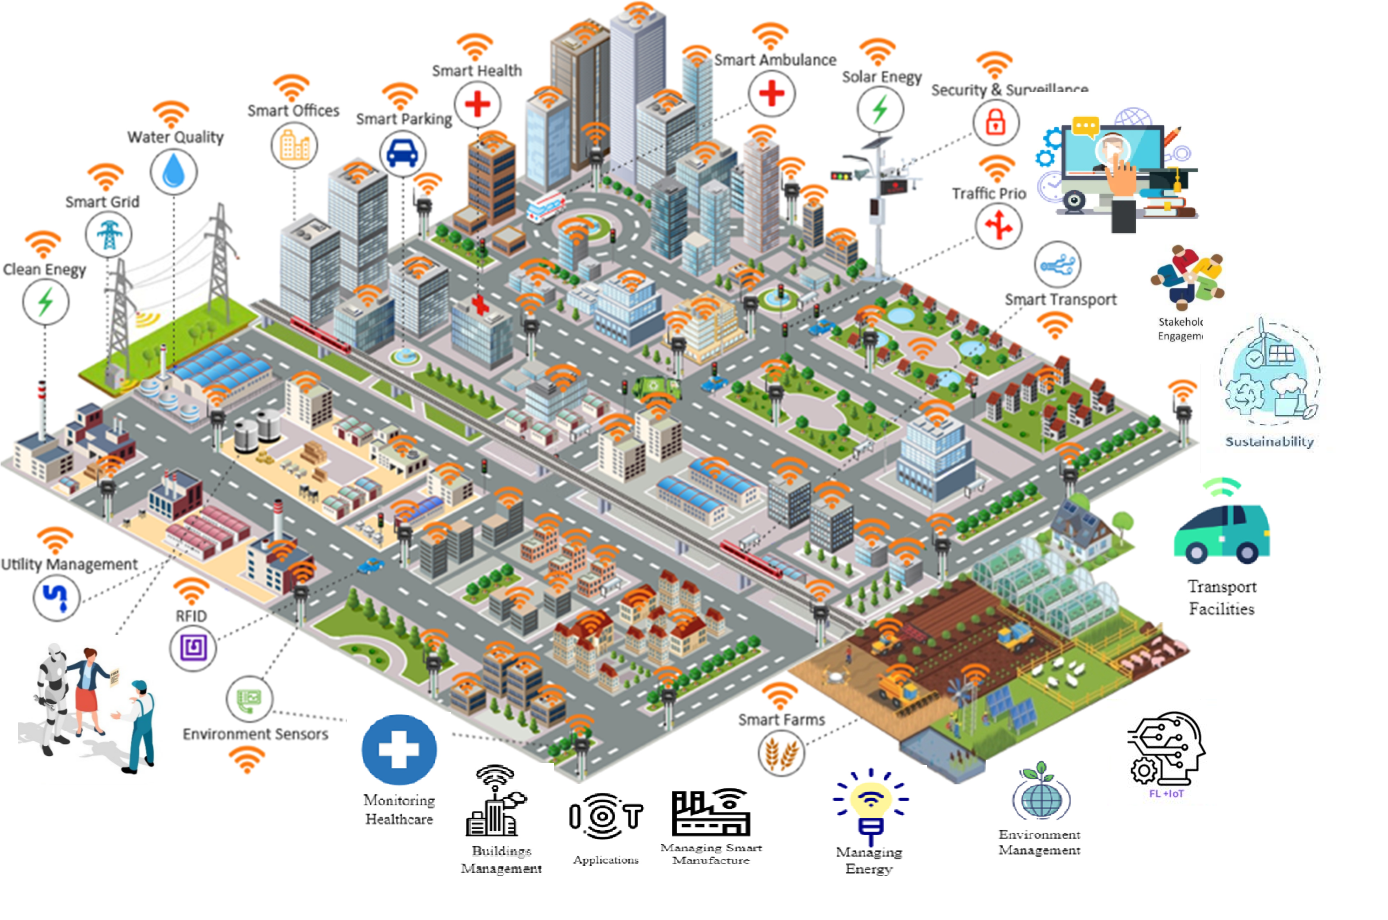 Smart Ambulance
Smart Health
Solar Enegy
Security & Surveillance
Smart Offices
Smart Parking
Water Quality
Smart Grid
Traffic Prio
Clean Enegy
Smart Transport
Stakehold
Engagem
Sustainability
Utility Management
RFID
Transport
Facilities
Smart Farms
Environment Sensors
Monitoring
Healthcare
IOT
FL +IoT
Buildings
Management
Applications
Managing Smart
Manufacture
Managing
Energy
Environment
Management